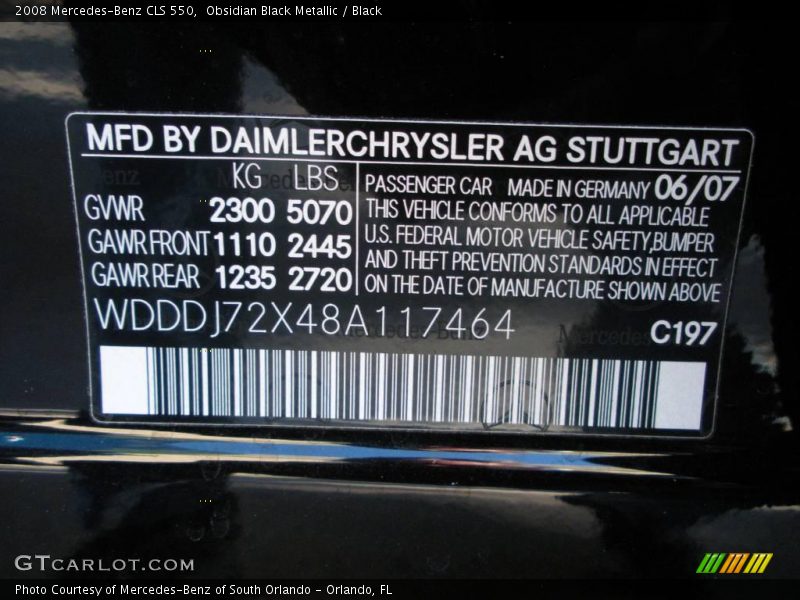 2008 Mercedes-Benz CLS 550,  Obsidian Black Metallic / Black
MFD BY DAIMLERCHRYSLER AG STUTTGART
KG LBS
GVWR 2300 5070
GAWR FRONT 1110 2445
GAWR REAR 1235 2720
PASSENGER CAR MADE IN GERMANY 06/07
THIS VEHICLE CONFORMS TO ALL APPLICABLE
U.S. FEDERAL MOTOR VEHICLE SAFETY,BUMPER
AND THEFT PREVENTION STANDARDS IN EFFECT
ON THE DATE OF MANUFACTURE SHOWN ABOVE
WDDDJ72X48A117464
C197
GTCARLOT.COM
Photo Courtesy of Mercedes-Benz of South Orlando - Orlando, FL